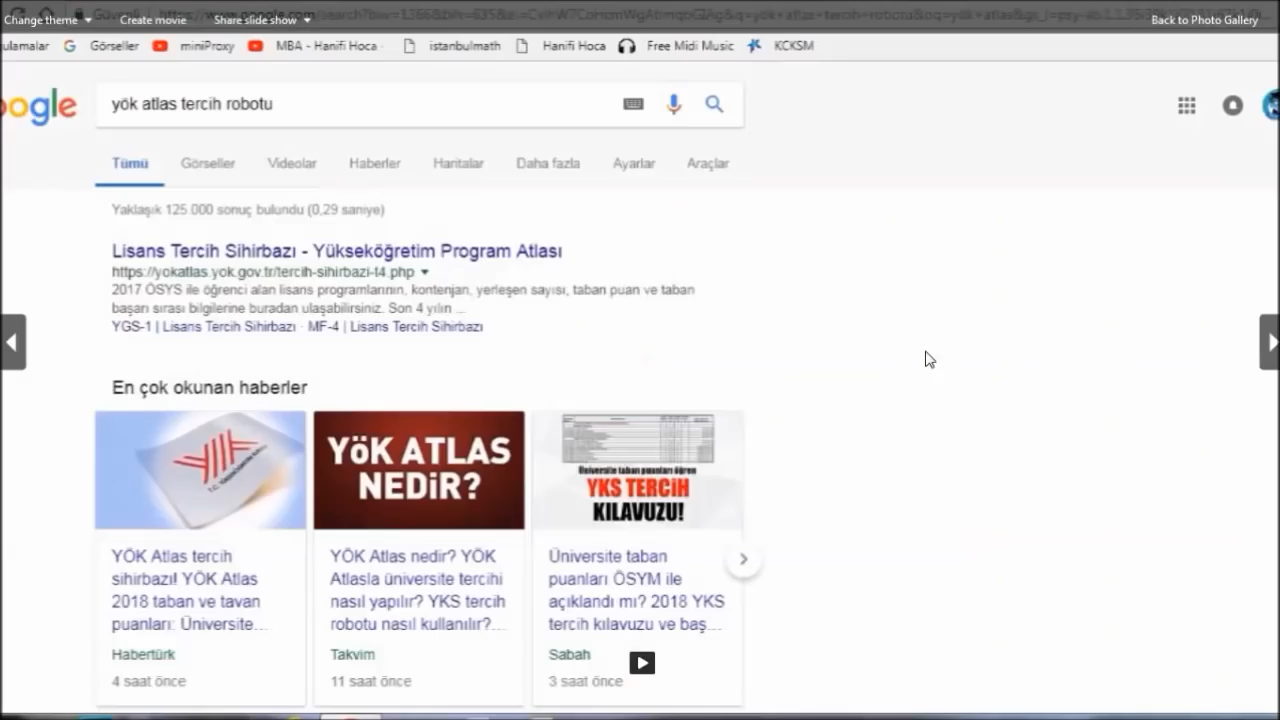 Change theme Create movie Share slide show Back to Photo Gallery
ulamalar Görseller miniProxy MBA - Hanifi Hoca istanbulmath Hanifi Hoca Free Midi Music KCKSM
ogle yök atlas tercih robotu
Tümü Görseller Videolar Haberler Haritalar Daha fazla Ayarlar Araçlar
Yaklaşık 125.000 sonuç bulundu (0,29 saniye)
Lisans Tercih Sihirbazı - Yükseköğretim Program Atlası
https://yokatlas.yok.gov.tr/tercih-sihirbazi-t4.php
2017 ÖSYS ile öğrenci alan lisans programlarının, kontenjan, yerleşen sayısı, taban puan ve taban
başarı sırası bilgilerine buradan ulaşabilirsiniz. Son 4 yılın ...
YGS-1 | Lisans Tercih Sihirbazı · MF-4 | Lisans Tercih Sihirbazı
En çok okunan haberler
YÖK ATLAS
NEDİR?
Üniversite taban puanları öğren
YKS TERCİH
KILAVUZU!
YÖK Atlas tercih
sihirbazı! YÖK Atlas
2018 taban ve tavan
puanları: Üniversite...
Habertürk
4 saat önce
YÖK Atlas nedir? YÖK
Atlasla üniversite tercihi
nasıl yapılır? YKS tercih
robotu nasıl kullanılır?...
Takvim
11 saat önce
Üniversite taban
puanları ÖSYM ile
açıklandı mı? 2018 YKS
tercih kılavuzu ve baş...
Sabah
3 saat önce